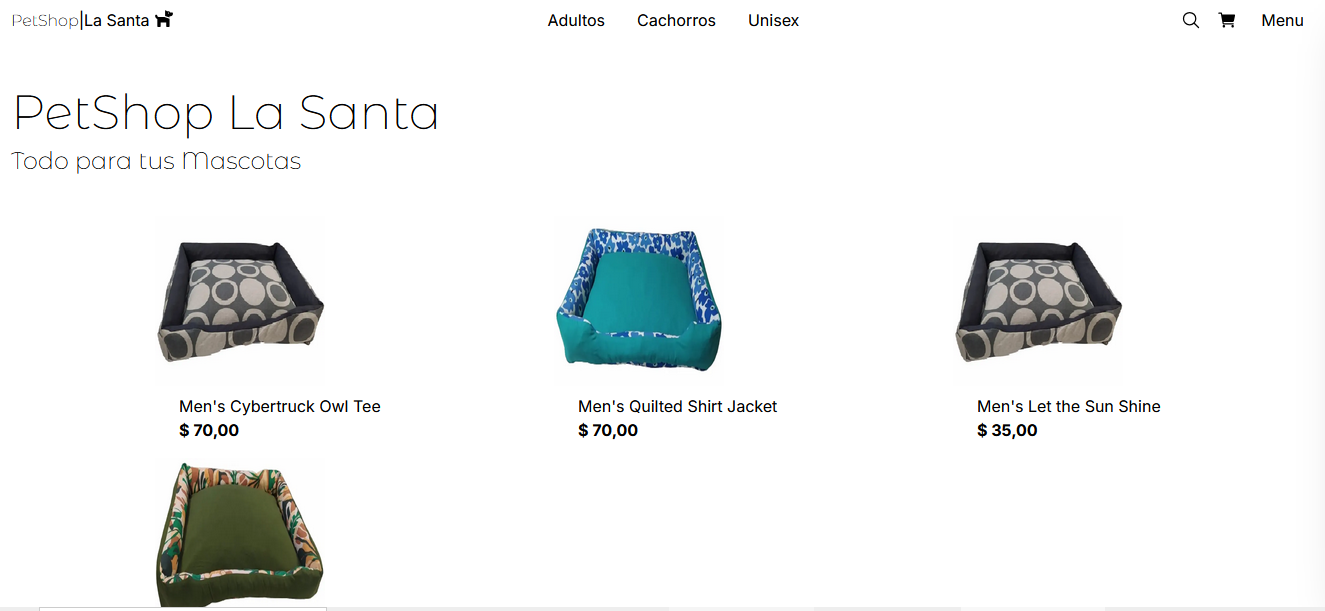 PetShop|La Santa
Adultos Cachorros Unisex
Menu
PetShop La Santa
Todo para tus Mascotas
Men's Cybertruck Owl Tee
$ 70,00
Men's Quilted Shirt Jacket
$ 70,00
Men's Let the Sun Shine
$ 35,00